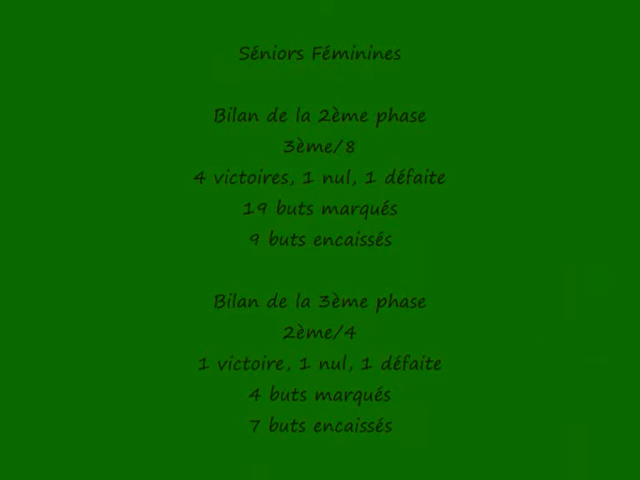 Séniors Féminines
Bilan de la 2ème phase
3ème/8
4 victoires, 1 nul, 1 défaite
19 buts marqués
9 buts encaissés
Bilan de la 3ème phase
2ème/4
1 victoire, 1 nul, 1 défaite
4 buts marqués
7 buts encaissés